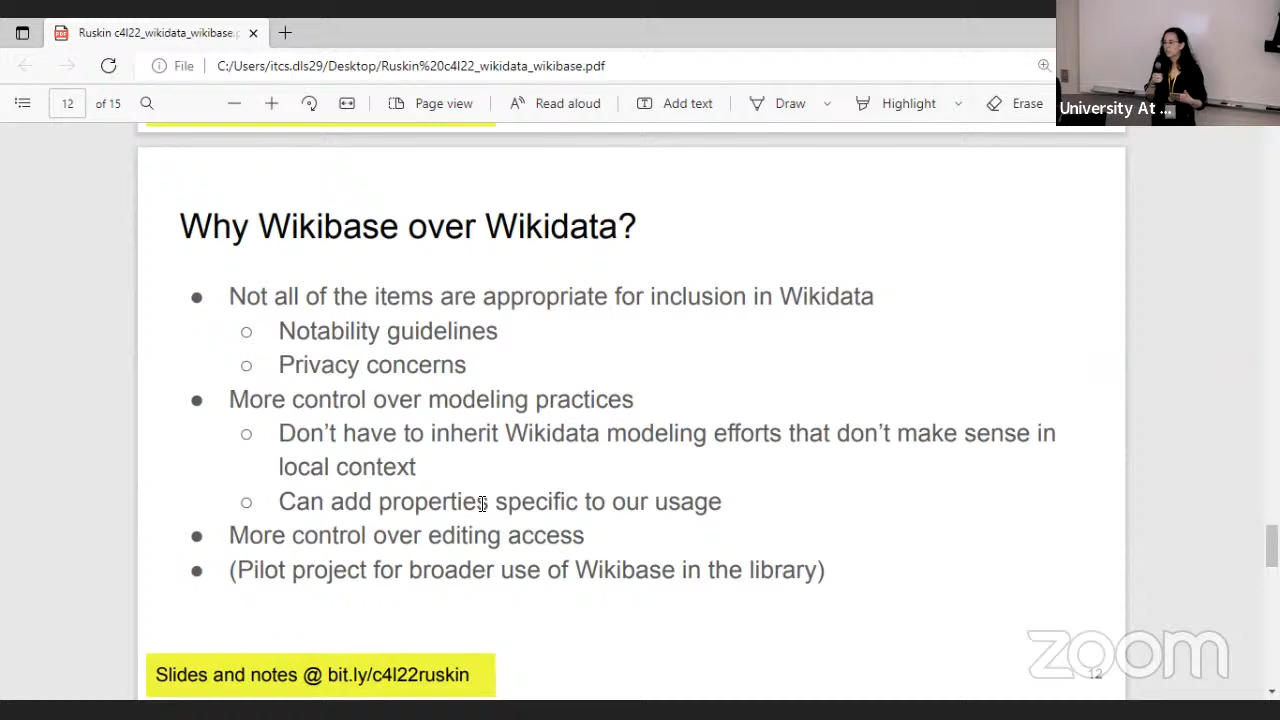 Ruskin c4l22_wikidata_wikibase.p
File
C:/Users/itcs.dls29/Desktop/Ruskin%20c4l22_wikidata_wikibase.pdf
12 of 15
Page view
Read aloud
Add text
Draw
Highlight
Erase
University At ...
Why Wikibase over Wikidata?
● Not all of the items are appropriate for inclusion in Wikidata
○ Notability guidelines
○ Privacy concerns
● More control over modeling practices
○ Don’t have to inherit Wikidata modeling efforts that don’t make sense in
local context
○ Can add properties specific to our usage
● More control over editing access
● (Pilot project for broader use of Wikibase in the library)
Slides and notes @ bit.ly/c4l22ruskin
zoom
12